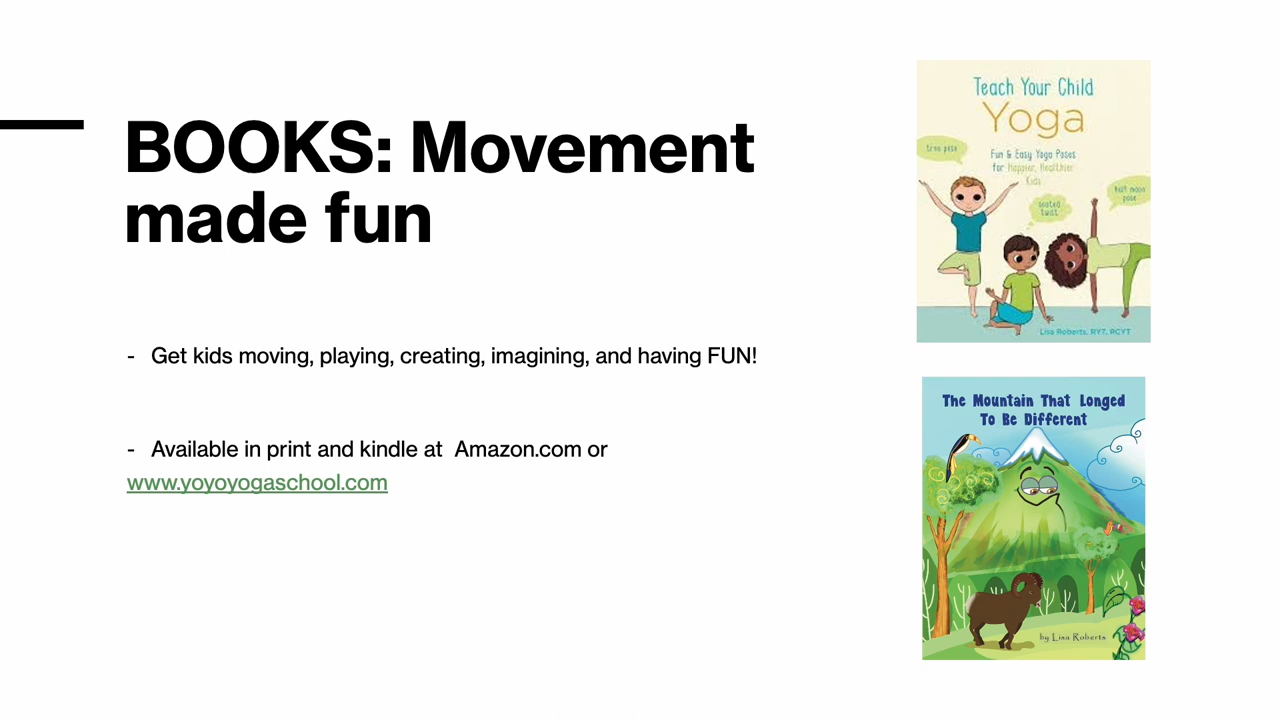 BOOKS: Movement
made fun
- Get kids moving, playing, creating, imagining, and having FUN!
- Available in print and kindle at  Amazon.com or
www.yoyoyogaschool.com
Teach Your Child
Yoga
Fun & Easy Yoga Poses
for Happier, Healthier
Kids
tree pose
seated
twist
half moon
pose
Lisa Roberts, RYT, RCYT
The Mountain That Longed
To Be Different
by Lisa Roberts